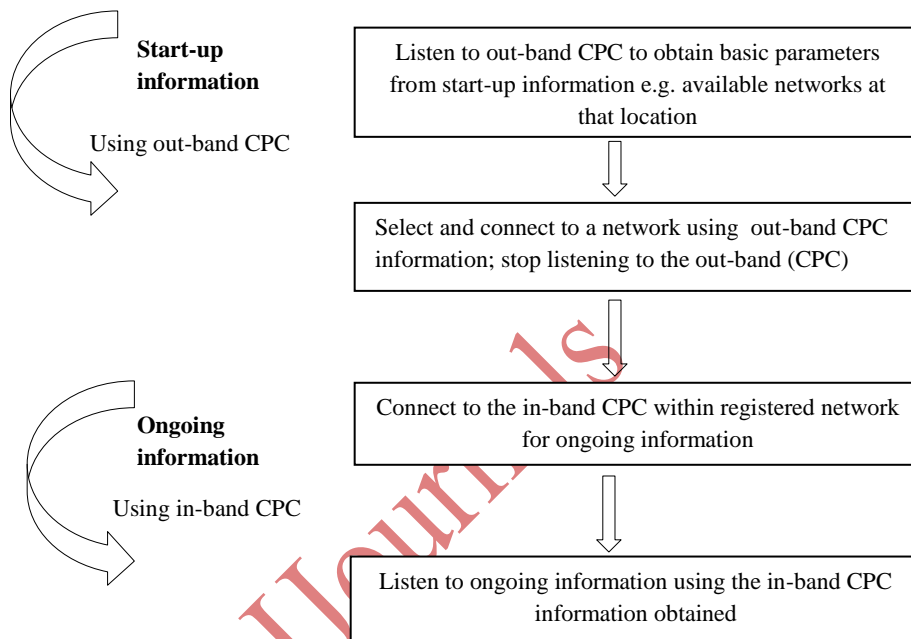 Start-up
information
Using out-band CPC
Listen to out-band CPC to obtain basic parameters
from start-up information e.g. available networks at
that location
Select and connect to a network using out-band CPC
information; stop listening to the out-band (CPC)
Ongoing
information
Using in-band CPC
Connect to the in-band CPC within registered network
for ongoing information
Listen to ongoing information using the in-band CPC
information obtained